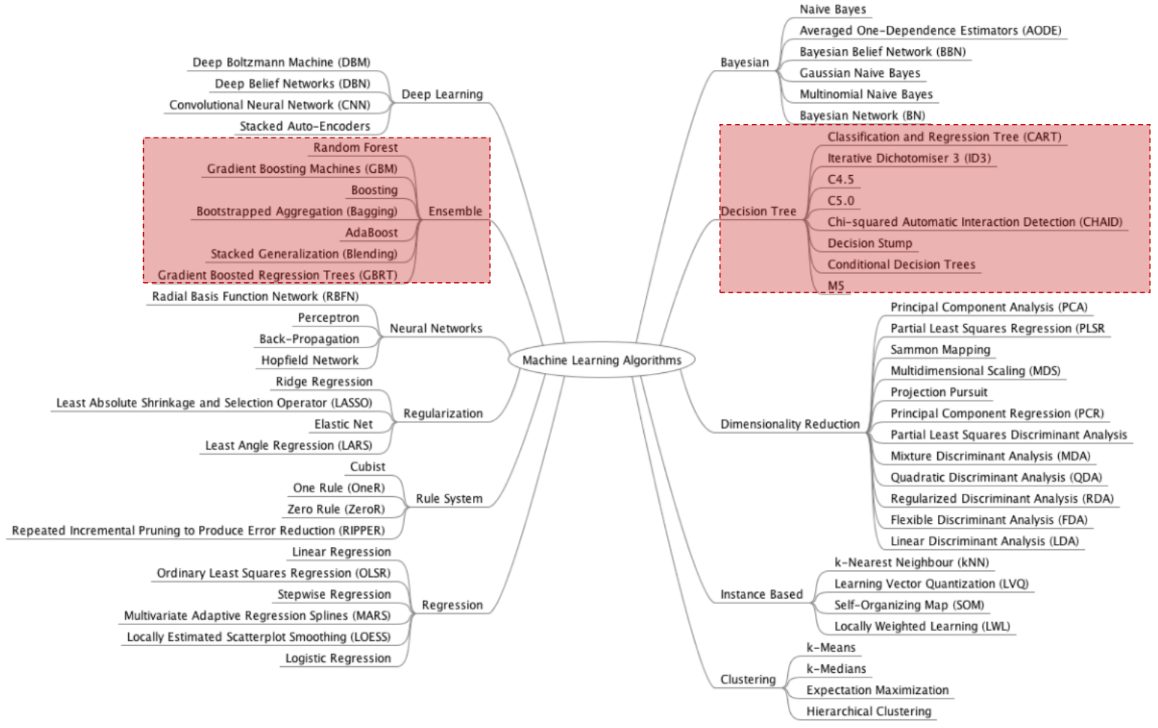 Deep Boltzmann Machine (DBM)
Deep Belief Networks (DBN)
Convolutional Neural Network (CNN)
Stacked Auto-Encoders
Deep Learning
Random Forest
Gradient Boosting Machines (GBM)
Boosting
Bootstrapped Aggregation (Bagging)
AdaBoost
Stacked Generalization (Blending)
Gradient Boosted Regression Trees (GBRT)
Ensemble
Radial Basis Function Network (RBFN)
Perceptron
Back-Propagation
Hopfield Network
Neural Networks
Ridge Regression
Least Absolute Shrinkage and Selection Operator (LASSO)
Elastic Net
Least Angle Regression (LARS)
Regularization
Cubist
One Rule (OneR)
Zero Rule (ZeroR)
Repeated Incremental Pruning to Produce Error Reduction (RIPPER)
Rule System
Linear Regression
Ordinary Least Squares Regression (OLSR)
Stepwise Regression
Multivariate Adaptive Regression Splines (MARS)
Locally Estimated Scatterplot Smoothing (LOESS)
Logistic Regression
Regression
Machine Learning Algorithms
Bayesian
Naive Bayes
Averaged One-Dependence Estimators (AODE)
Bayesian Belief Network (BBN)
Gaussian Naive Bayes
Multinomial Naive Bayes
Bayesian Network (BN)
Decision Tree
Classification and Regression Tree (CART)
Iterative Dichotomiser 3 (ID3)
C4.5
C5.0
Chi-squared Automatic Interaction Detection (CHAID)
Decision Stump
Conditional Decision Trees
M5
Dimensionality Reduction
Principal Component Analysis (PCA)
Partial Least Squares Regression (PLSR
Sammon Mapping
Multidimensional Scaling (MDS)
Projection Pursuit
Principal Component Regression (PCR)
Partial Least Squares Discriminant Analysis
Mixture Discriminant Analysis (MDA)
Quadratic Discriminant Analysis (QDA)
Regularized Discriminant Analysis (RDA)
Flexible Discriminant Analysis (FDA)
Linear Discriminant Analysis (LDA)
Instance Based
k-Nearest Neighbour (kNN)
Learning Vector Quantization (LVQ)
Self-Organizing Map (SOM)
Locally Weighted Learning (LWL)
Clustering
k-Means
k-Medians
Expectation Maximization
Hierarchical Clustering